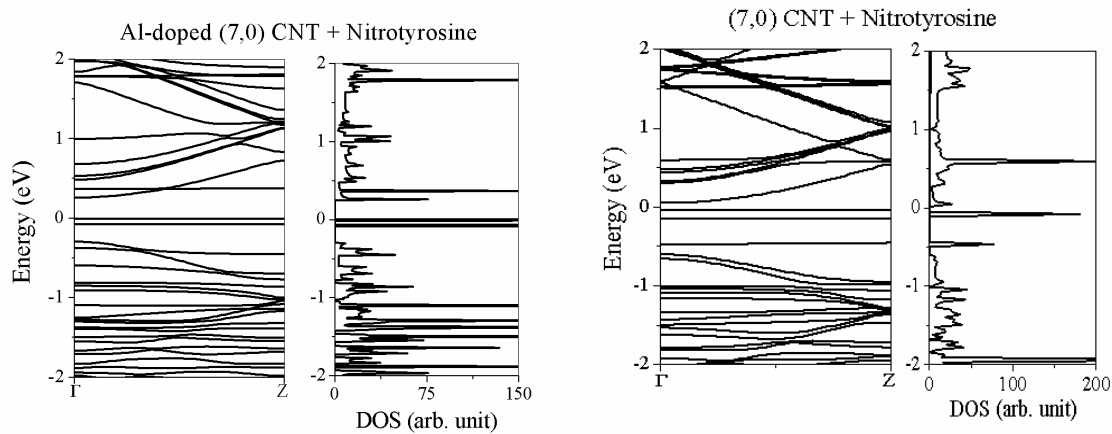 Al-doped (7,0) CNT + Nitrotyrosine
2
1
0
-1
-2
Energy (eV)
Γ
Z
2
1
0
-1
-2
0
75
150
DOS (arb. unit)
(7,0) CNT + Nitrotyrosine
2
1
0
-1
-2
Energy (eV)
Γ
Z
2
1
0
-1
-2
0
100
200
DOS (arb. unit)